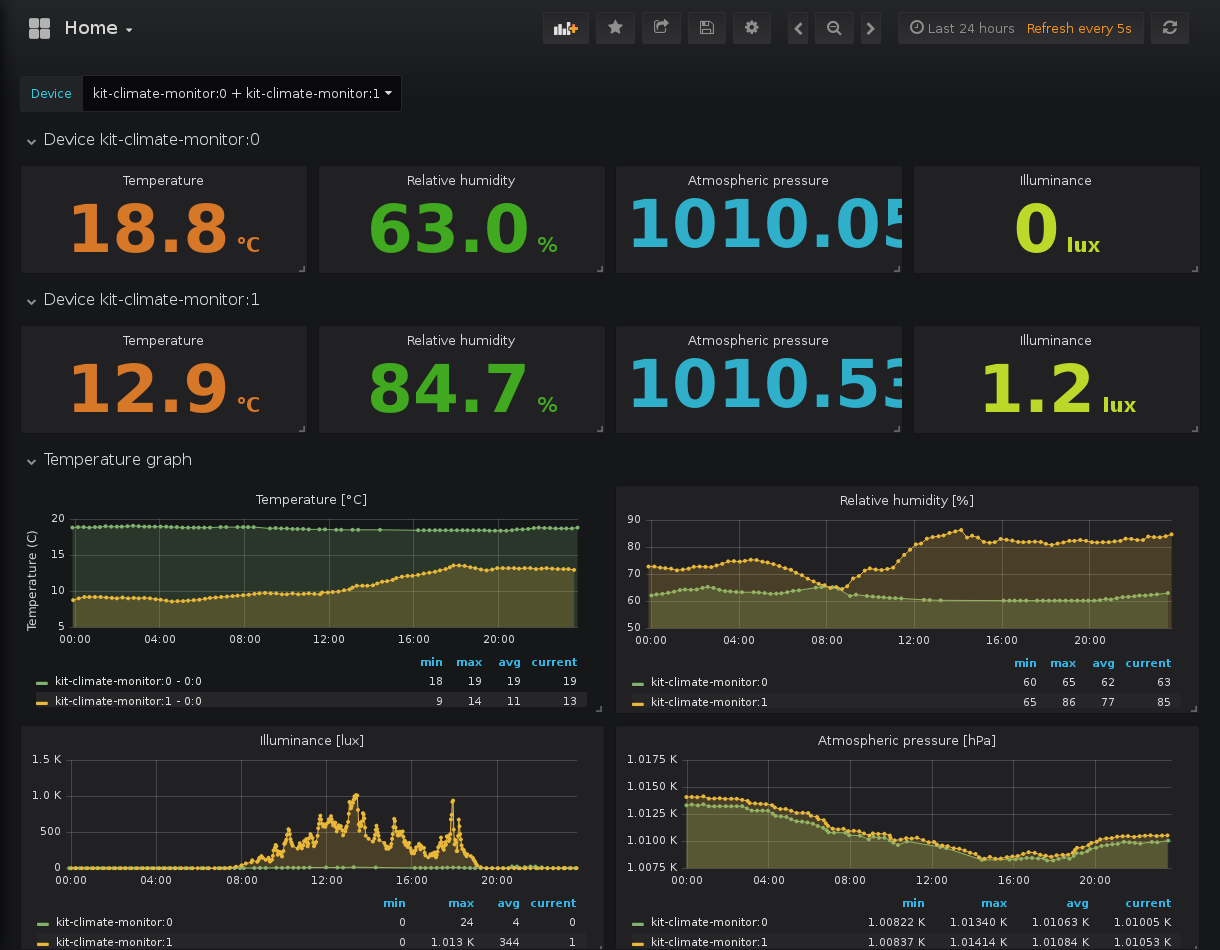 Home
Last 24 hours Refresh every 5s
Device kit-climate-monitor:0 + kit-climate-monitor:1
Device kit-climate-monitor:0
Temperature Relative humidity Atmospheric pressure Illuminance
18.8 °C 63.0 % 1010.05 0 lux
Device kit-climate-monitor:1
Temperature Relative humidity Atmospheric pressure Illuminance
12.9 °C 84.7 % 1010.53 1.2 lux
Temperature graph
Temperature [°C]
Temperature (C)
20
15
10
5
00:00 04:00 08:00 12:00 16:00 20:00
min max avg current
kit-climate-monitor:0 - 0:0 18 19 19 19
kit-climate-monitor:1 - 0:0 9 14 11 13
Relative humidity [%]
90
80
70
60
50
00:00 04:00 08:00 12:00 16:00 20:00
min max avg current
kit-climate-monitor:0 60 65 62 63
kit-climate-monitor:1 65 86 77 85
Illuminance [lux]
1.5 K
1.0 K
500
0
00:00 04:00 08:00 12:00 16:00 20:00
min max avg current
kit-climate-monitor:0 0 24 4 0
kit-climate-monitor:1 0 1.013 K 344 1
Atmospheric pressure [hPa]
1.0175 K
1.0150 K
1.0125 K
1.0100 K
1.0075 K
00:00 04:00 08:00 12:00 16:00 20:00
min max avg current
kit-climate-monitor:0 1.00822 K 1.01340 K 1.01063 K 1.01005 K
kit-climate-monitor:1 1.00837 K 1.01414 K 1.01084 K 1.01053 K